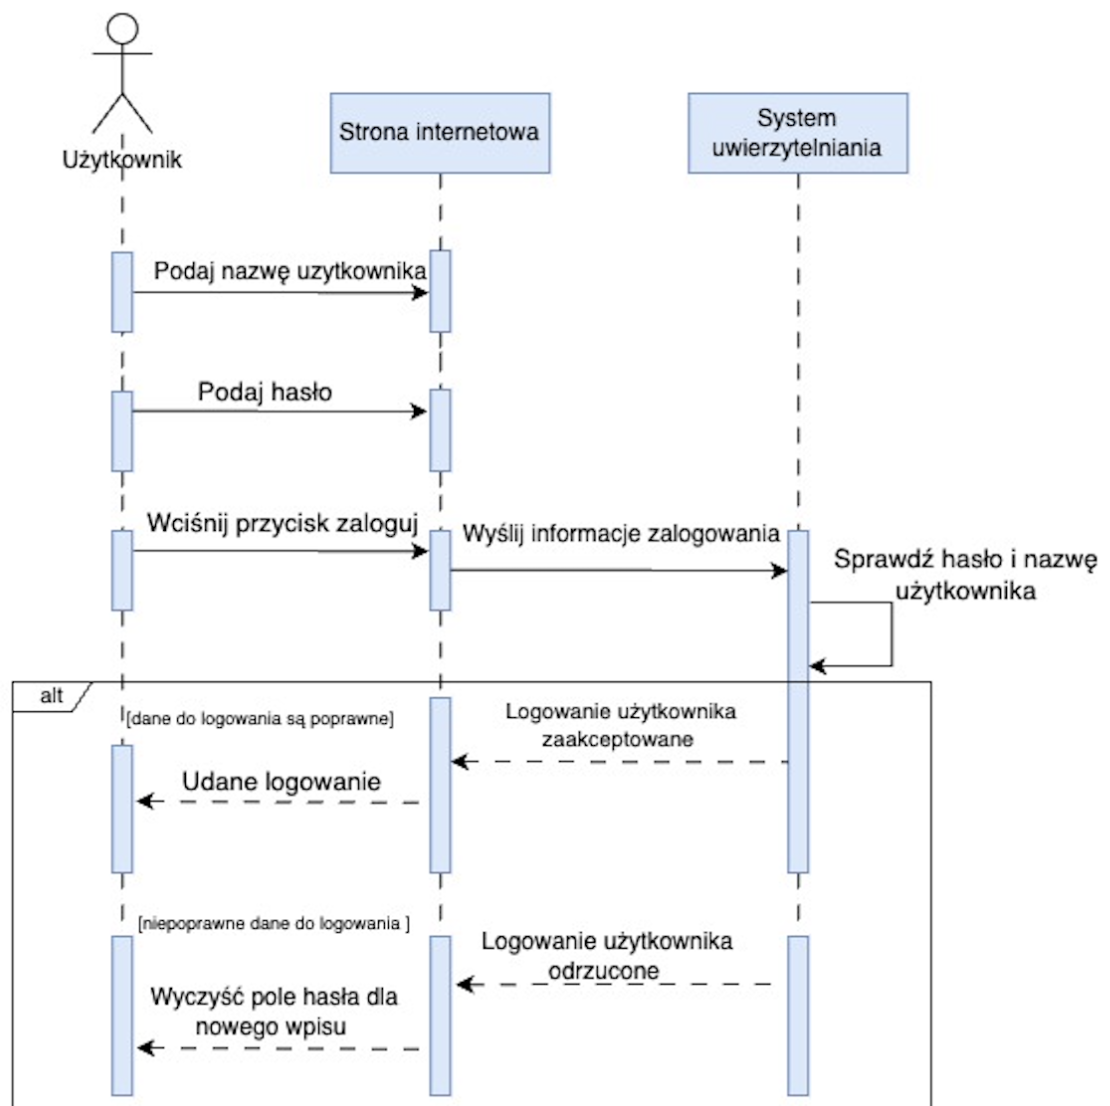 Użytkownik
Strona internetowa
System
uwierzytelniania
Podaj nazwę uzytkownika
Podaj hasło
Wciśnij przycisk zaloguj
Wyślij informacje zalogowania
Sprawdź hasło i nazwę
użytkownika
alt
[dane do logowania są poprawne]
Logowanie użytkownika
zaakceptowane
Udane logowanie
[niepoprawne dane do logowania ]
Logowanie użytkownika
odrzucone
Wyczyść pole hasła dla
nowego wpisu